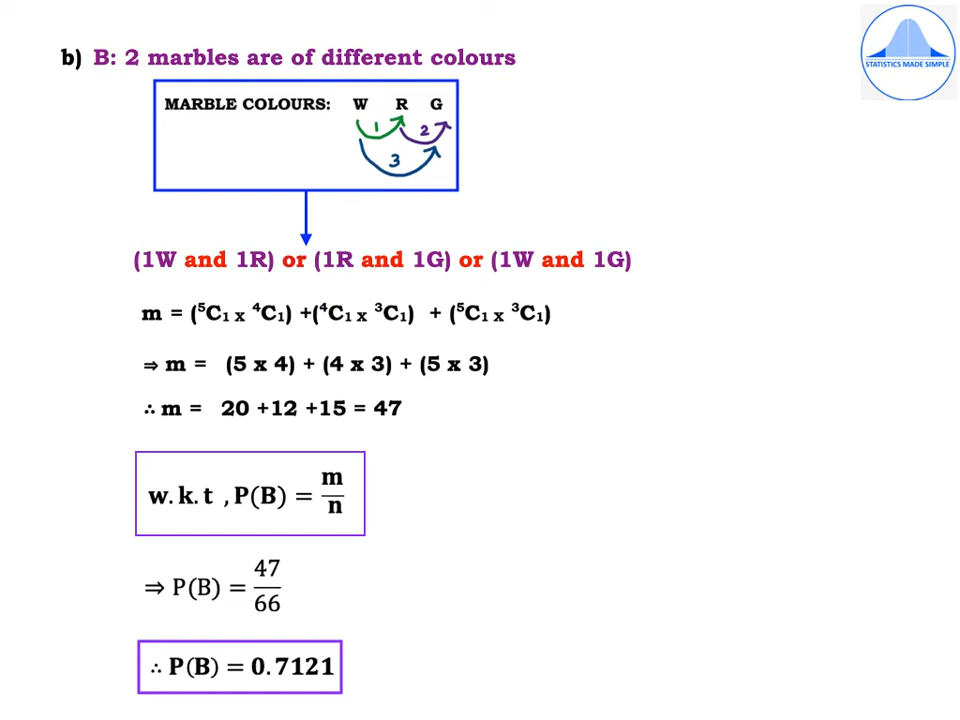 STATISTICS MADE SIMPLE
b) B: 2 marbles are of different colours
MARBLE COLOURS: W R G
1 2
3
(1W and 1R) or (1R and 1G) or (1W and 1G)
m = (⁵C₁ x ⁴C₁) +(⁴C₁ x ³C₁) + (⁵C₁ x ³C₁)
⇒ m = (5 x 4) + (4 x 3) + (5 x 3)
∴ m = 20 +12 +15 = 47
w.k.t , P(B) = m/n
⇒ P(B) = 47/66
∴ P(B) = 0.7121